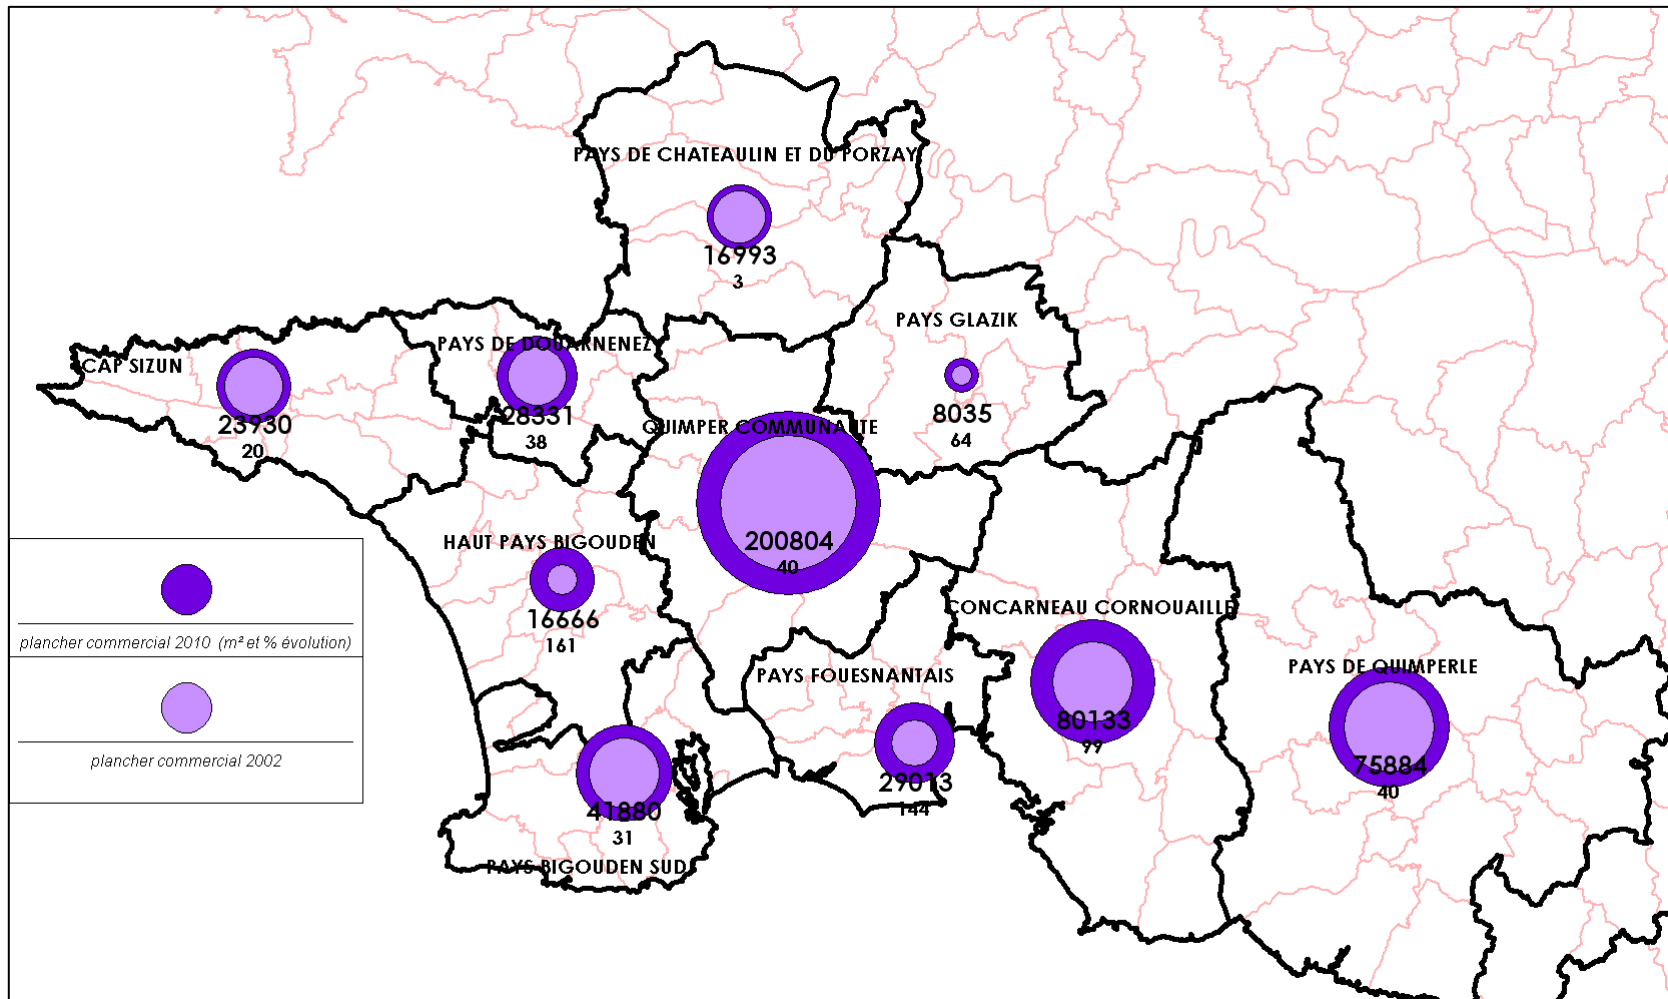 PAYS DE CHATEAULIN ET DU PORZAY
16993
3
PAYS GLAZIK
8035
64
CAP SIZUN
23930
20
PAYS DE DOUARNENEZ
28331
38
QUIMPER COMMUNAUTE
200804
40
HAUT PAYS BIGOUDEN
16666
161
CONCARNEAU CORNOUAILLE
80133
99
PAYS FOUESNANTAIS
29013
144
PAYS DE QUIMPERLE
75884
40
41880
31
PAYS BIGOUDEN SUD
plancher commercial 2010 (m² et % évolution)
plancher commercial 2002